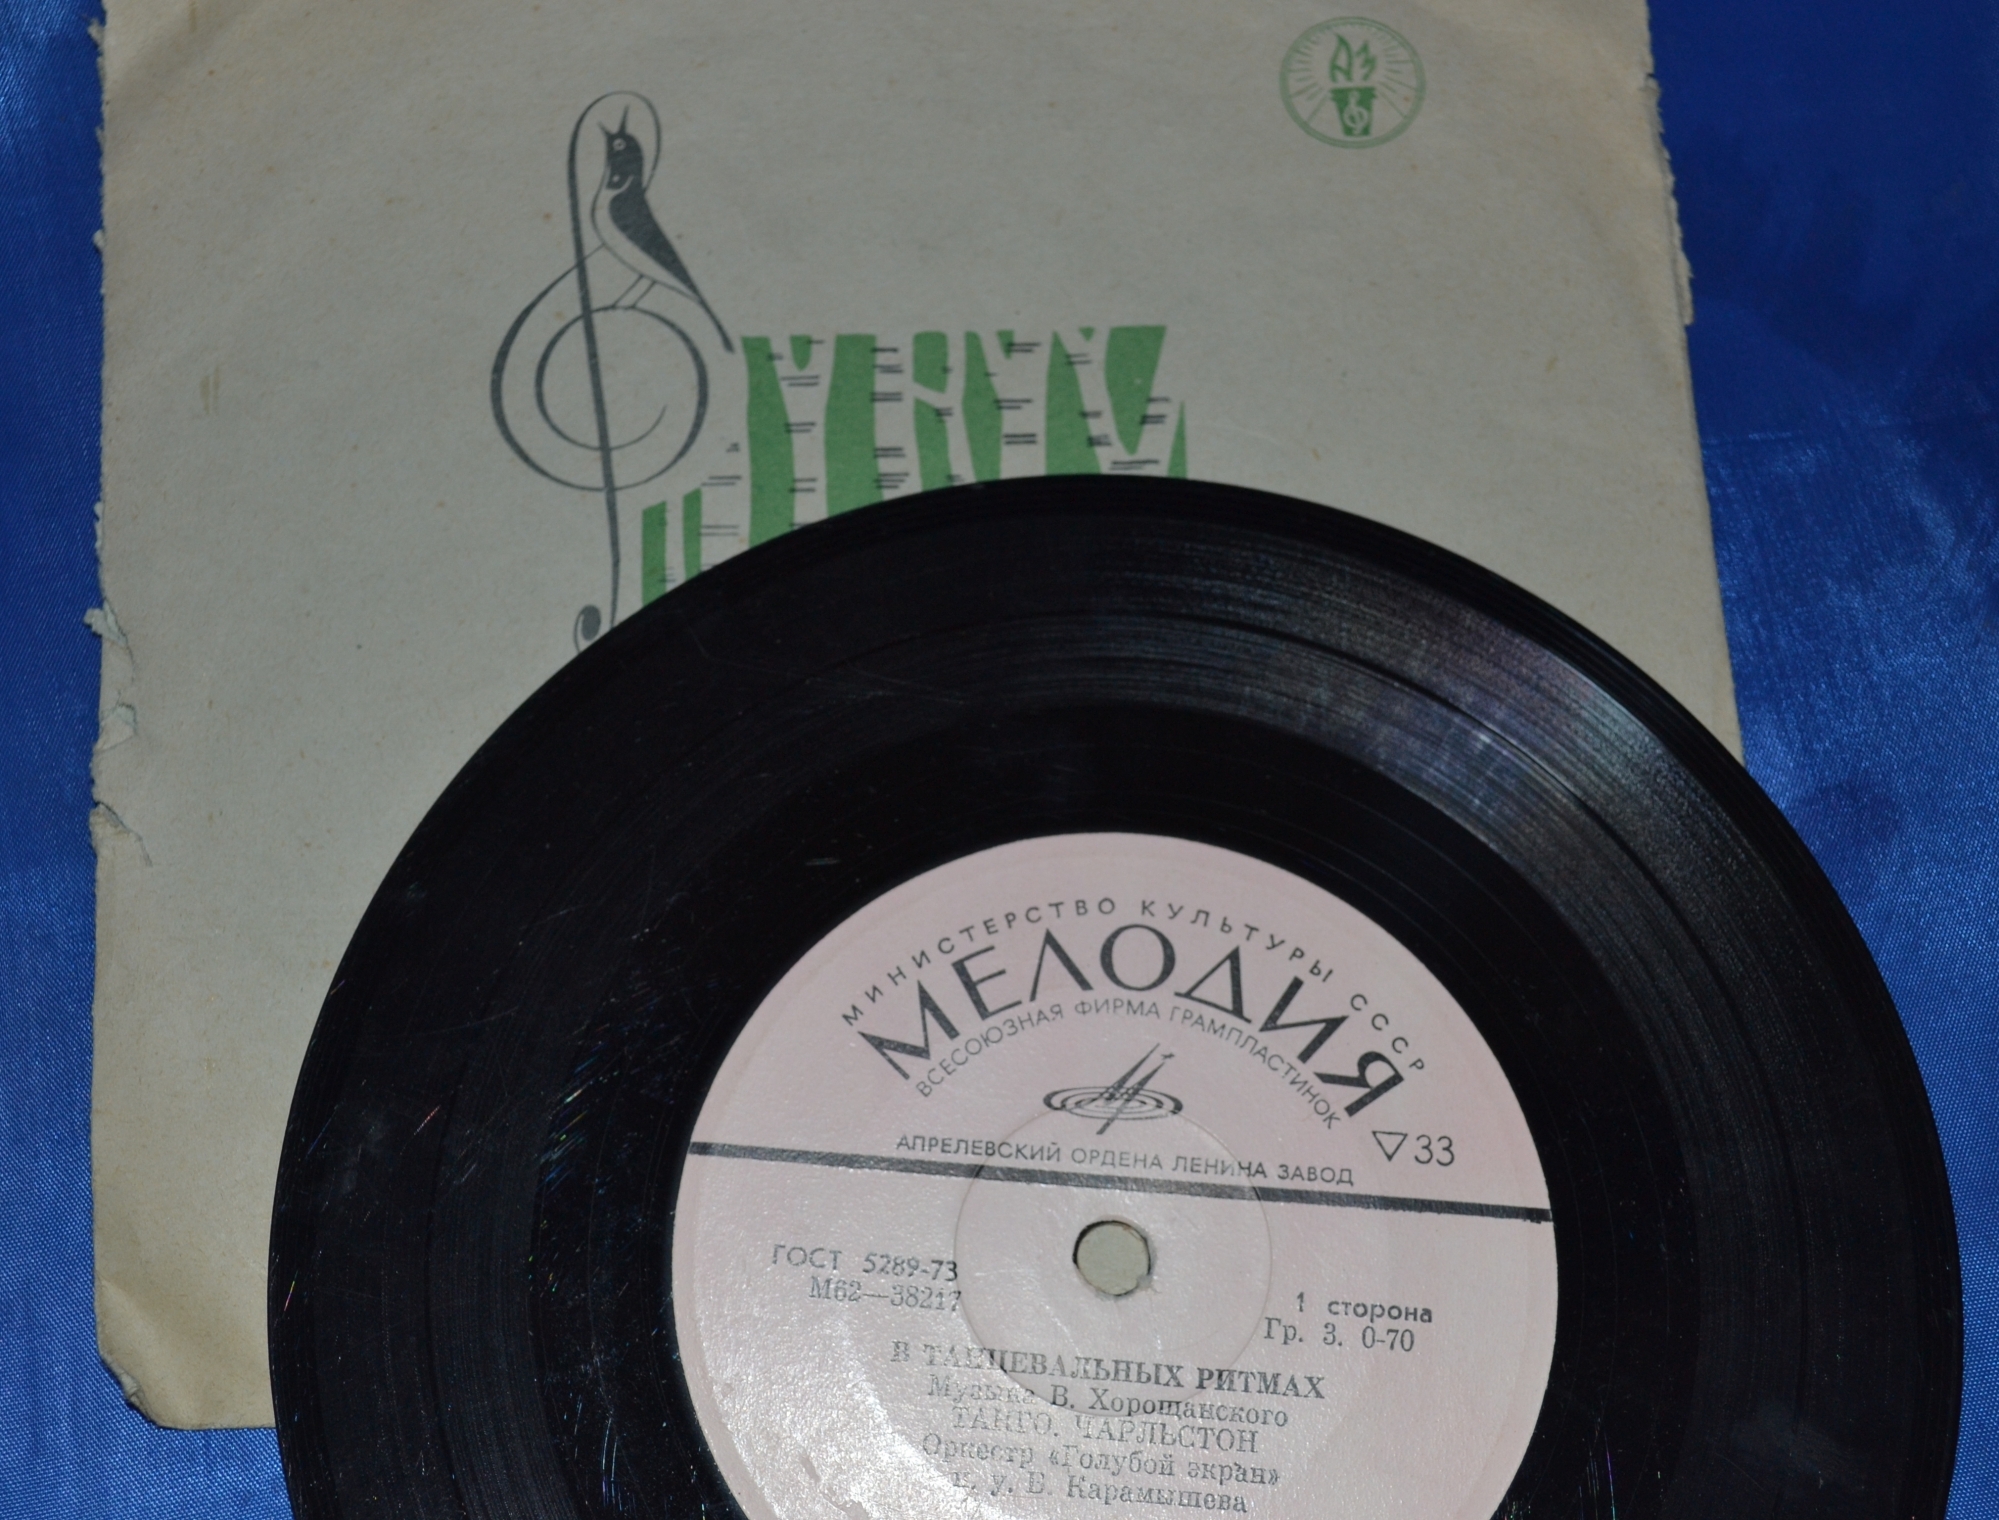 АЗ
МИНИСТЕРСТВО КУЛЬТУРЫ СССР
МЕЛОДИЯ
ВСЕСОЮЗНАЯ ФИРМА ГРАМПЛАСТИНОК
АПРЕЛЕВСКИЙ ОРДЕНА ЛЕНИНА ЗАВОД
33
ГОСТ 5289-73
М62—38217
1 сторона
Гр. 3. 0-70
В ТАНЦЕВАЛЬНЫХ РИТМАХ
Музыка В. Хорощанского
ТАНГО. ЧАРЛЬСТОН
Оркестр «Голубой экран»
п. у. Б. Карамышева